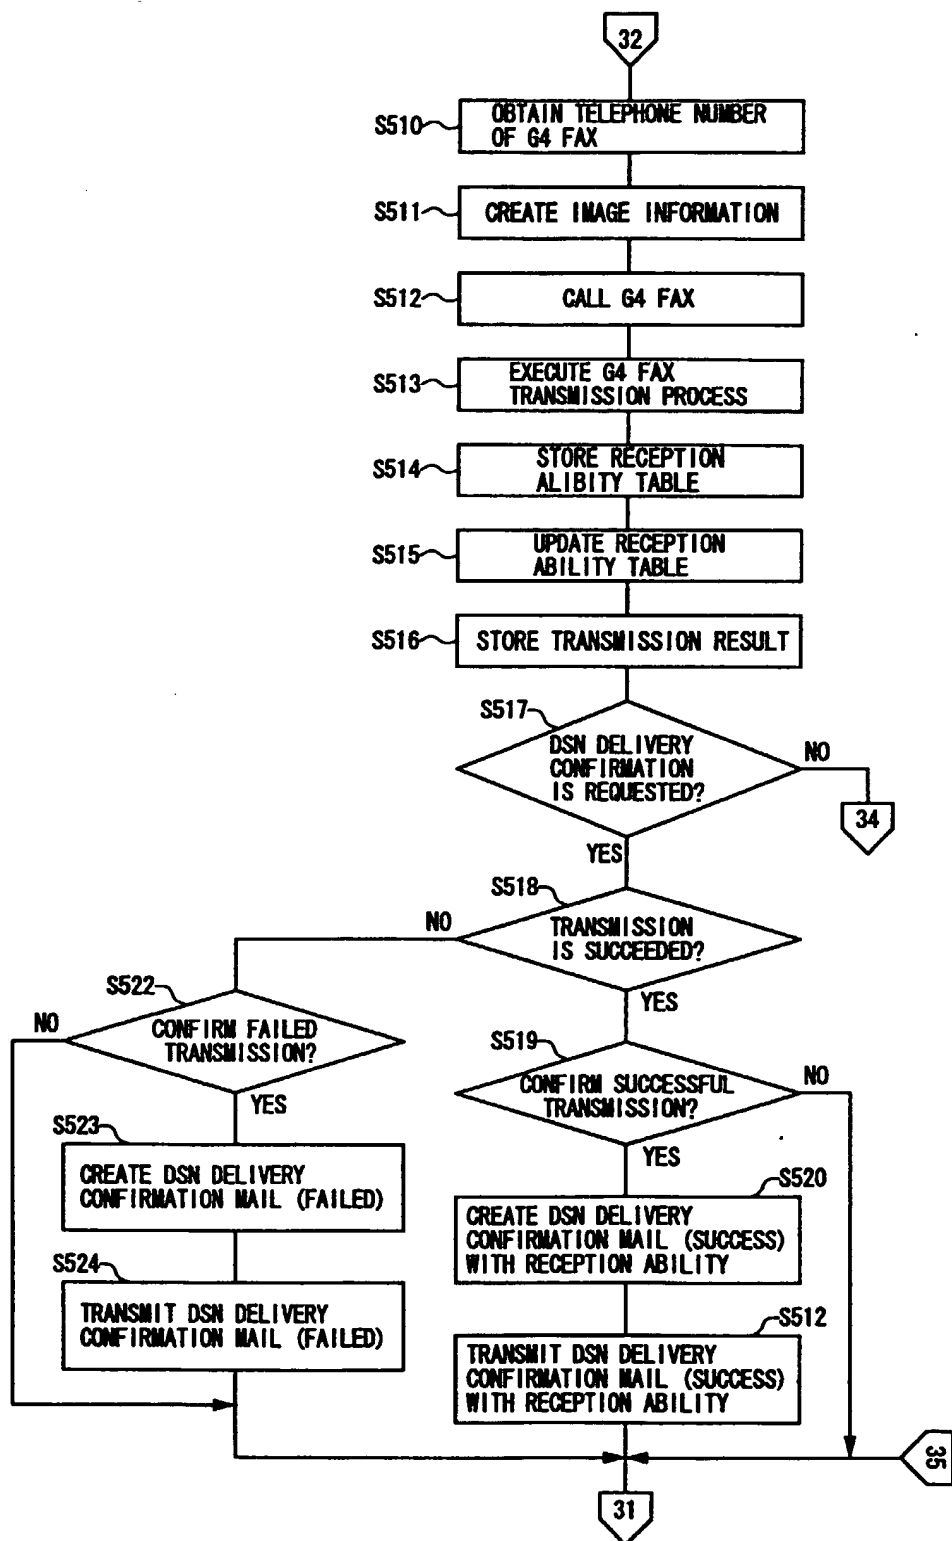 32
S510
OBTAIN TELEPHONE NUMBER
OF G4 FAX
S511
CREATE IMAGE INFORMATION
S512
CALL G4 FAX
S513
EXECUTE G4 FAX
TRANSMISSION PROCESS
S514
STORE RECEPTION
ALIBITY TABLE
S515
UPDATE RECEPTION
ABILITY TABLE
S516
STORE TRANSMISSION RESULT
S517
DSN DELIVERY
CONFIRMATION
IS REQUESTED?
NO
34
YES
S518
TRANSMISSION
IS SUCCEEDED?
NO
YES
S522
CONFIRM FAILED
TRANSMISSION?
NO
YES
S519
CONFIRM SUCCESSFUL
TRANSMISSION?
NO
YES
S523
CREATE DSN DELIVERY
CONFIRMATION MAIL (FAILED)
S520
CREATE DSN DELIVERY
CONFIRMATION MAIL (SUCCESS)
WITH RECEPTION ABILITY
S524
TRANSMIT DSN DELIVERY
CONFIRMATION MAIL (FAILED)
S512
TRANSMIT DSN DELIVERY
CONFIRMATION MAIL (SUCCESS)
WITH RECEPTION ABILITY
35
31